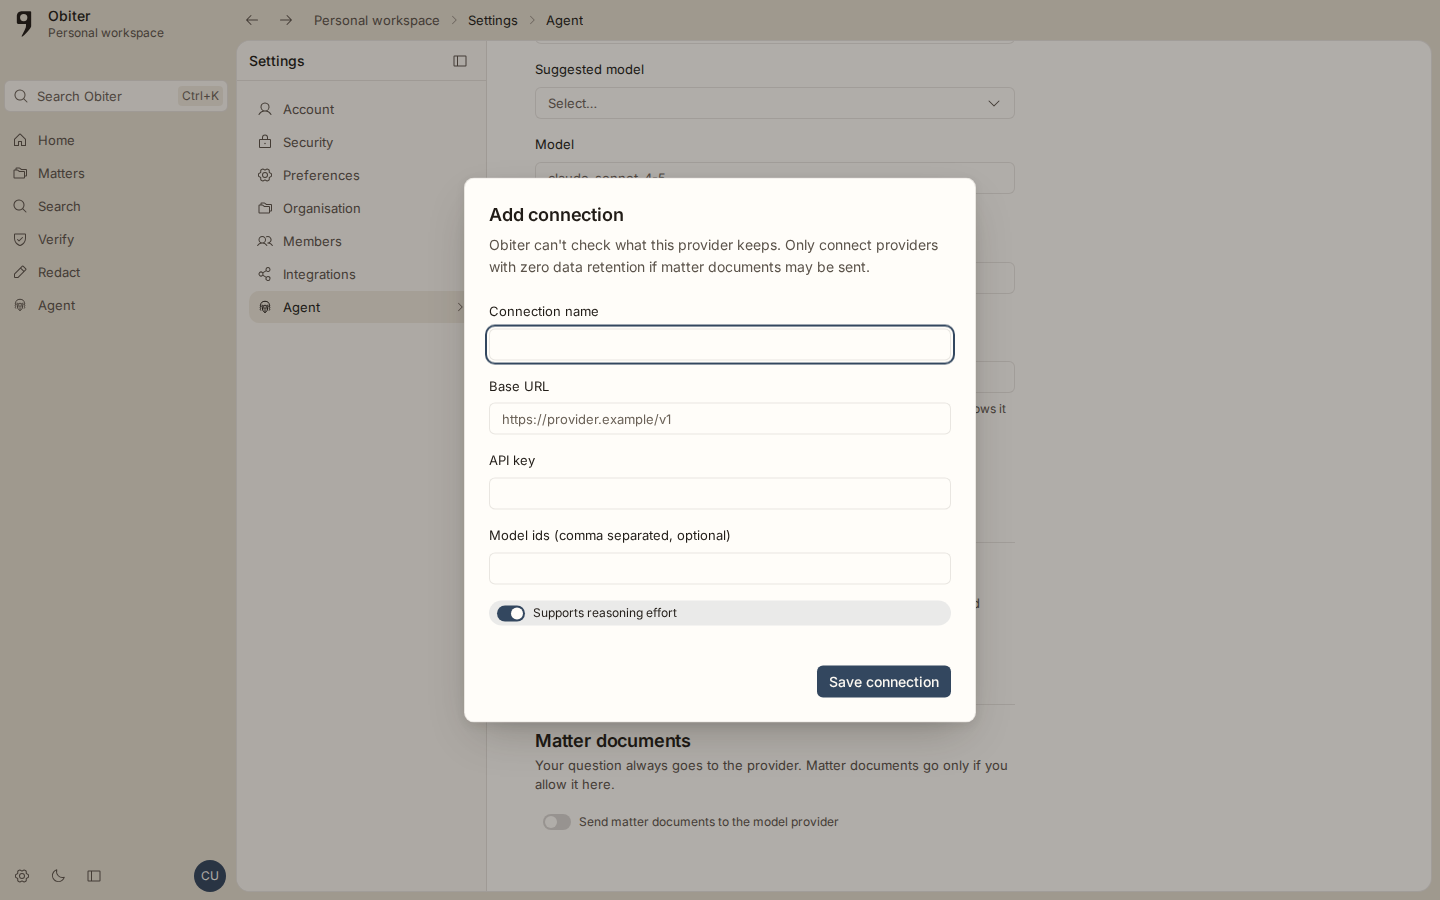 Obiter
Personal workspace
Search Obiter
Ctrl+K
Home
Matters
Search
Verify
Redact
Agent
CU
Personal workspace
Settings
Agent
Settings
Account
Security
Preferences
Organisation
Members
Integrations
Agent
Suggested model
Select...
Model
Add connection
Obiter can't check what this provider keeps. Only connect providers
with zero data retention if matter documents may be sent.
Connection name
Base URL
https://provider.example/v1
API key
Model ids (comma separated, optional)
Supports reasoning effort
Save connection
it
Matter documents
Your question always goes to the provider. Matter documents go only if you
allow it here.
Send matter documents to the model provider